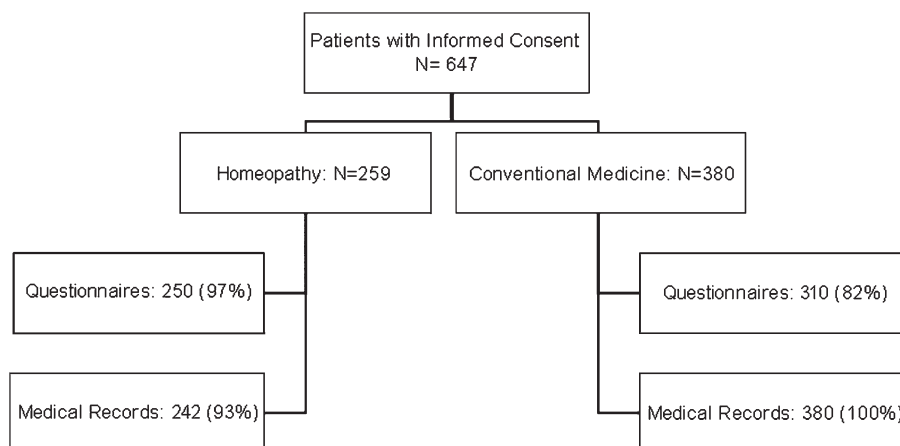 Patients with Informed Consent
N= 647
Homeopathy: N=259
Conventional Medicine: N=380
Questionnaires: 250 (97%)
Questionnaires: 310 (82%)
Medical Records: 242 (93%)
Medical Records: 380 (100%)